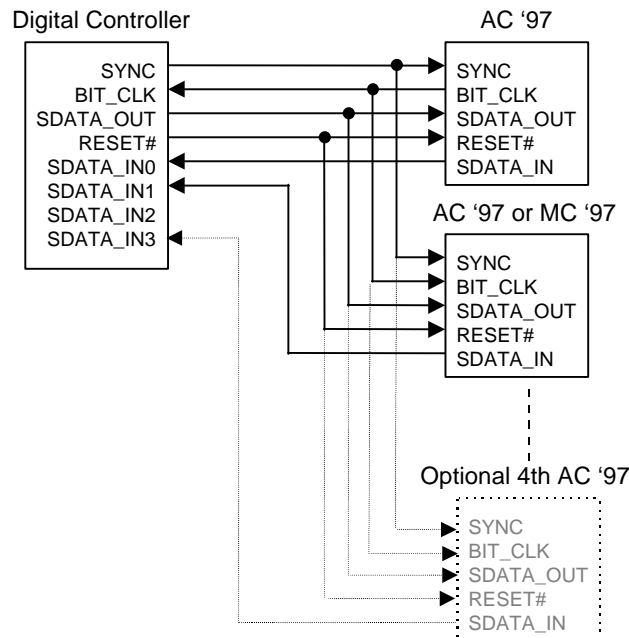 Digital Controller
SYNC
BIT_CLK
SDATA_OUT
RESET#
SDATA_IN0
SDATA_IN1
SDATA_IN2
SDATA_IN3
AC ‘97
SYNC
BIT_CLK
SDATA_OUT
RESET#
SDATA_IN
AC ‘97 or MC ‘97
SYNC
BIT_CLK
SDATA_OUT
RESET#
SDATA_IN
Optional 4th AC ‘97
SYNC
BIT_CLK
SDATA_OUT
RESET#
SDATA_IN